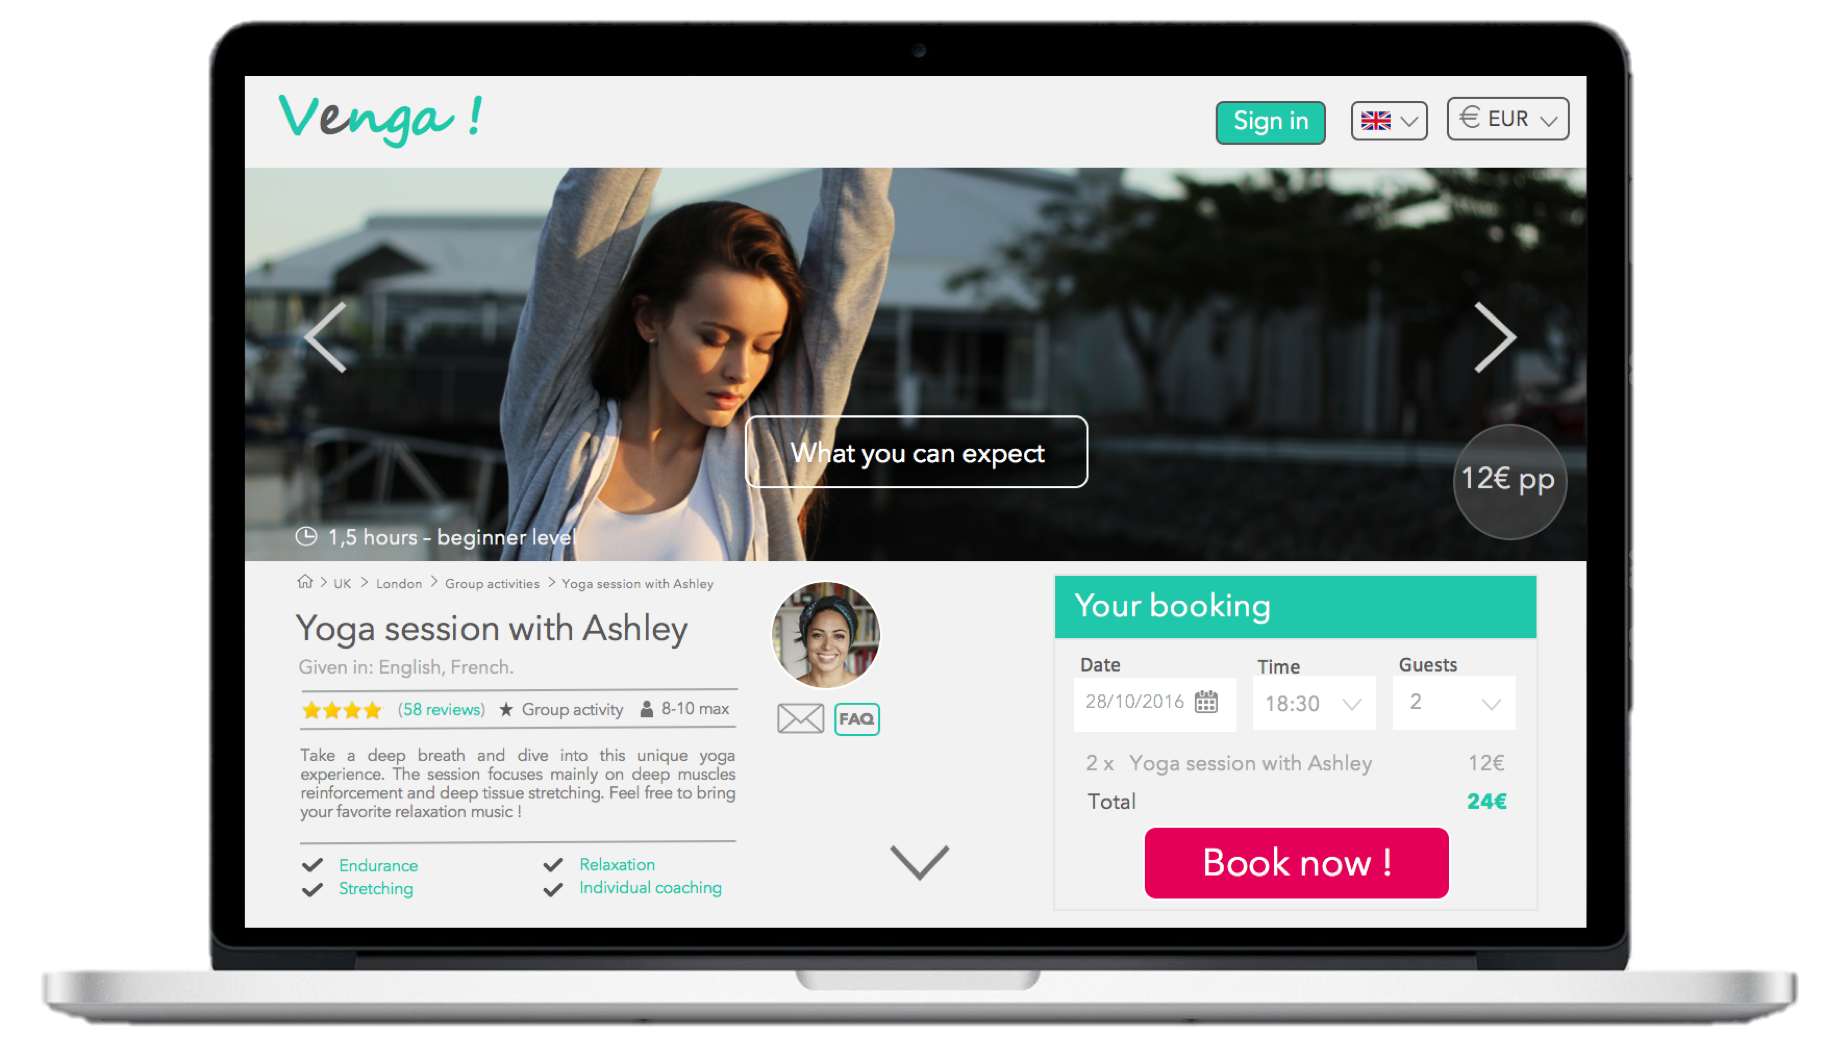 Venga !
Sign in
€ EUR
What you can expect
12€ pp
1,5 hours - beginner level
> UK > London > Group activities > Yoga session with Ashley
Yoga session with Ashley
Given in: English, French.
(58 reviews) ★ Group activity 8-10 max
FAQ
Take a deep breath and dive into this unique yoga
experience. The session focuses mainly on deep muscles
reinforcement and deep tissue stretching. Feel free to bring
your favorite relaxation music !
Endurance
Relaxation
Stretching
Individual coaching
Your booking
Date Time Guests
28/10/2016 18:30 2
2 x Yoga session with Ashley 12€
Total 24€
Book now !